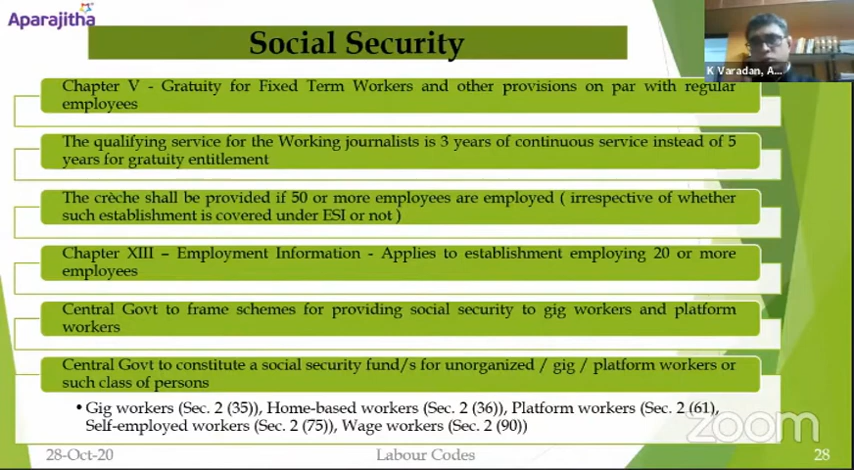 Aparajitha
Social Security
K Varadan, A...
Chapter V - Gratuity for Fixed Term Workers and other provisions on par with regular
employees
The qualifying service for the Working journalists is 3 years of continuous service instead of 5
years for gratuity entitlement
The crèche shall be provided if 50 or more employees are employed ( irrespective of whether
such establishment is covered under ESI or not )
Chapter XIII – Employment Information - Applies to establishment employing 20 or more
employees
Central Govt to frame schemes for providing social security to gig workers and platform
workers
Central Govt to constitute a social security fund/s for unorganized / gig / platform workers or
such class of persons
• Gig workers (Sec. 2 (35)), Home-based workers (Sec. 2 (36)), Platform workers (Sec. 2 (61),
Self-employed workers (Sec. 2 (75)), Wage workers (Sec. 2 (90))
zoom
28-Oct-20
Labour Codes
28